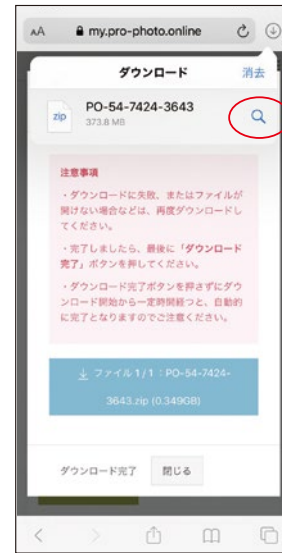 AA my.pro-photo.online
ダウンロード 消去
zip PO-54-7424-3643
373.8 MB
注意事項
・ダウンロードに失敗、またはファイルが
開けない場合などは、再度ダウンロードし
てください。
・完了しましたら、最後に「ダウンロード
完了」ボタンを押してください。
・ダウンロード完了ボタンを押さずにダウ
ンロード開始から一定時間経つと、自動的
に完了となりますのでご注意ください。
ファイル1/1：PO-54-7424-
3643.zip (0.349GB)
ダウンロード完了 閉じる